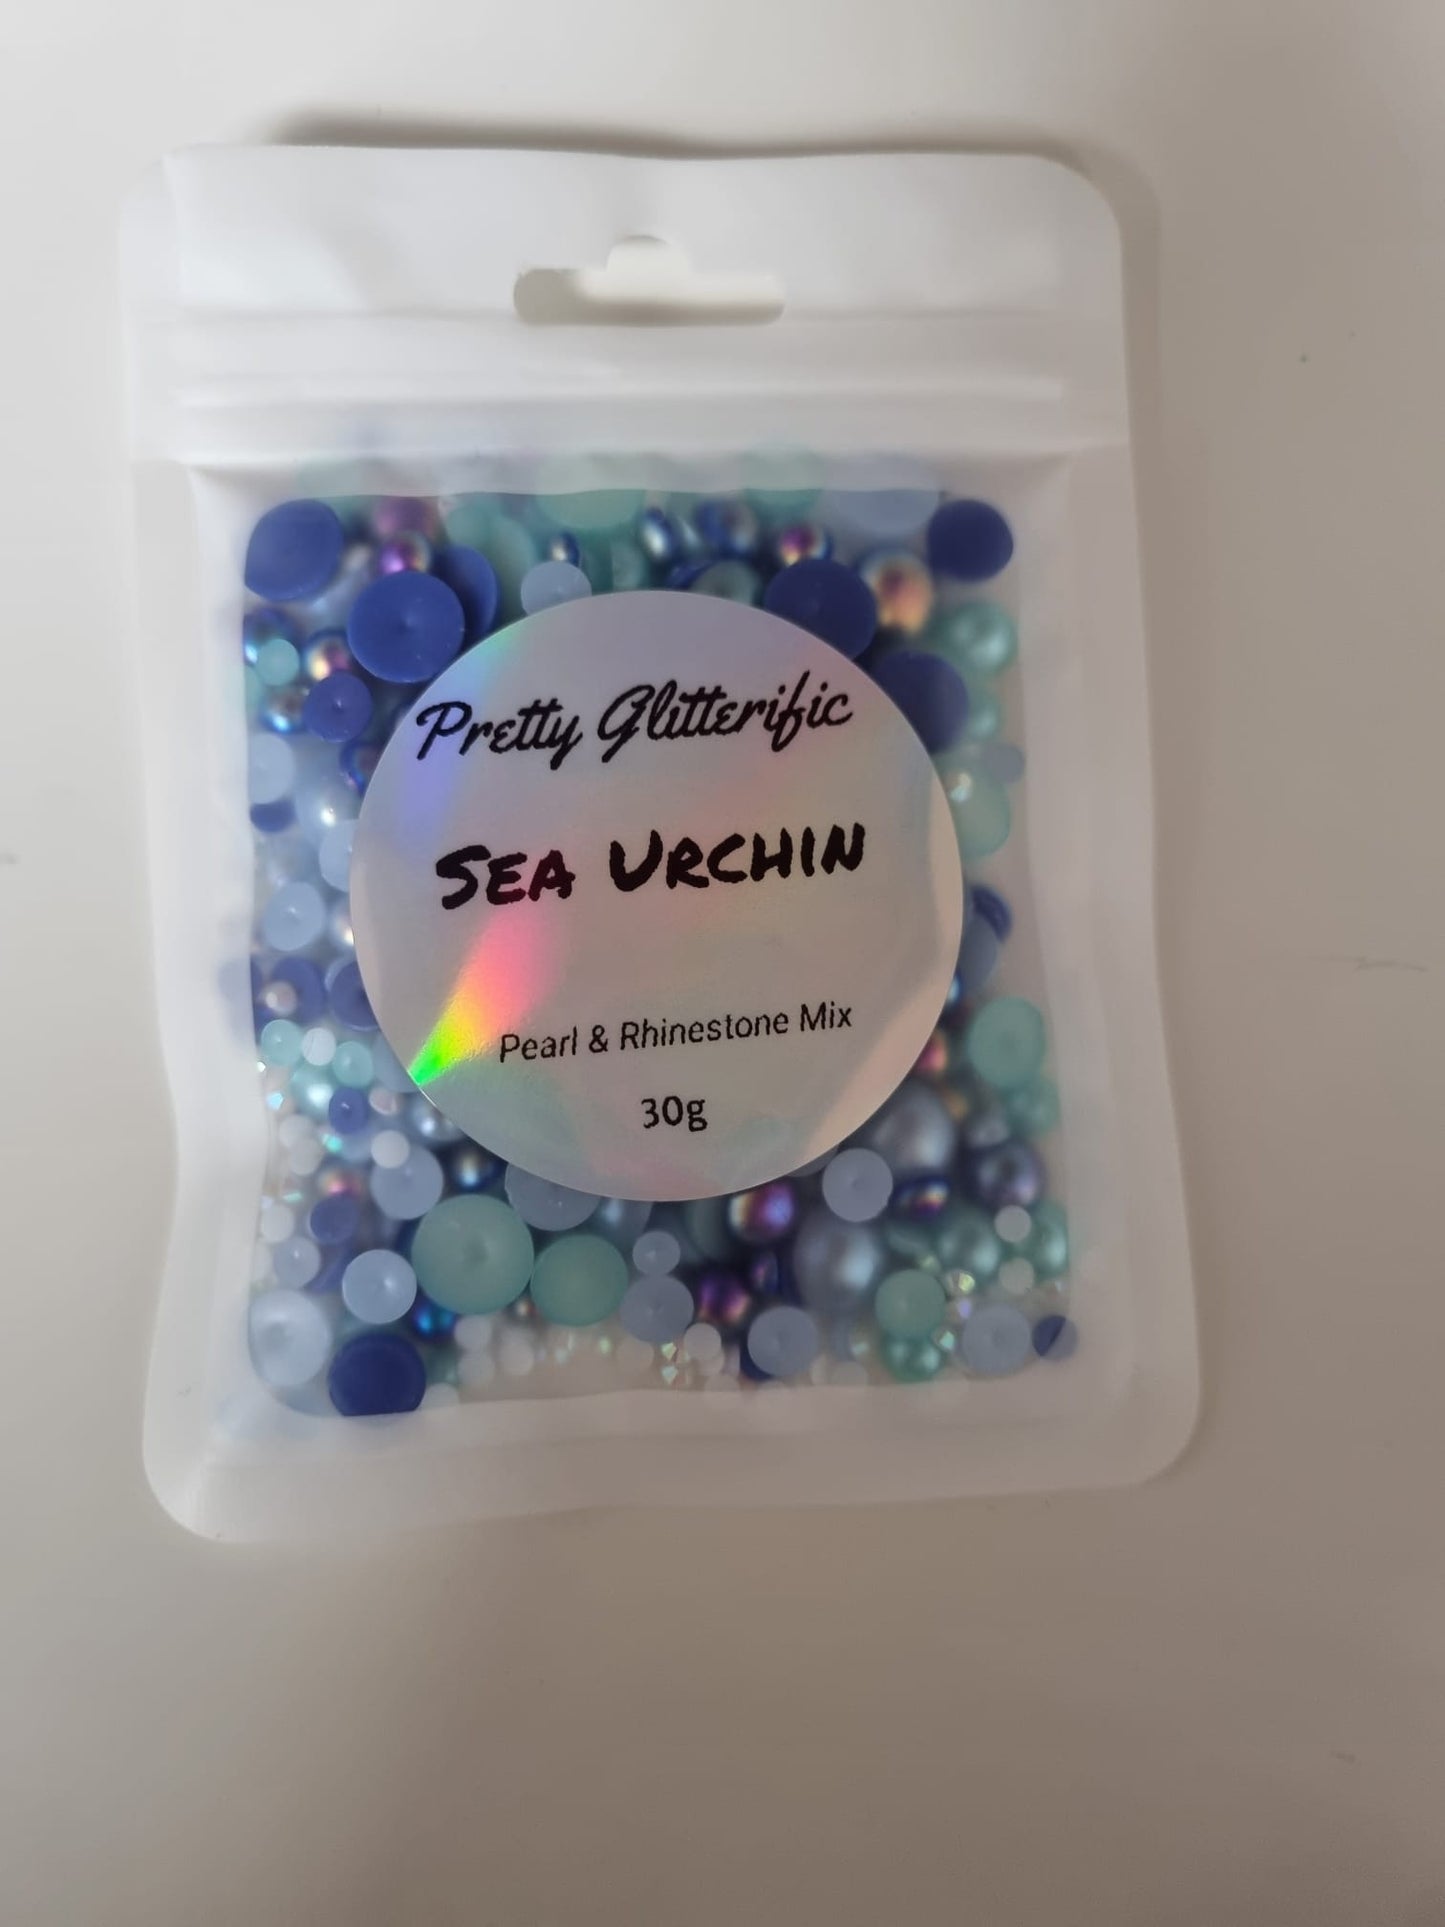 Pretty Glitterific
Sea Urchin
Pearl & Rhinestone Mix
30g